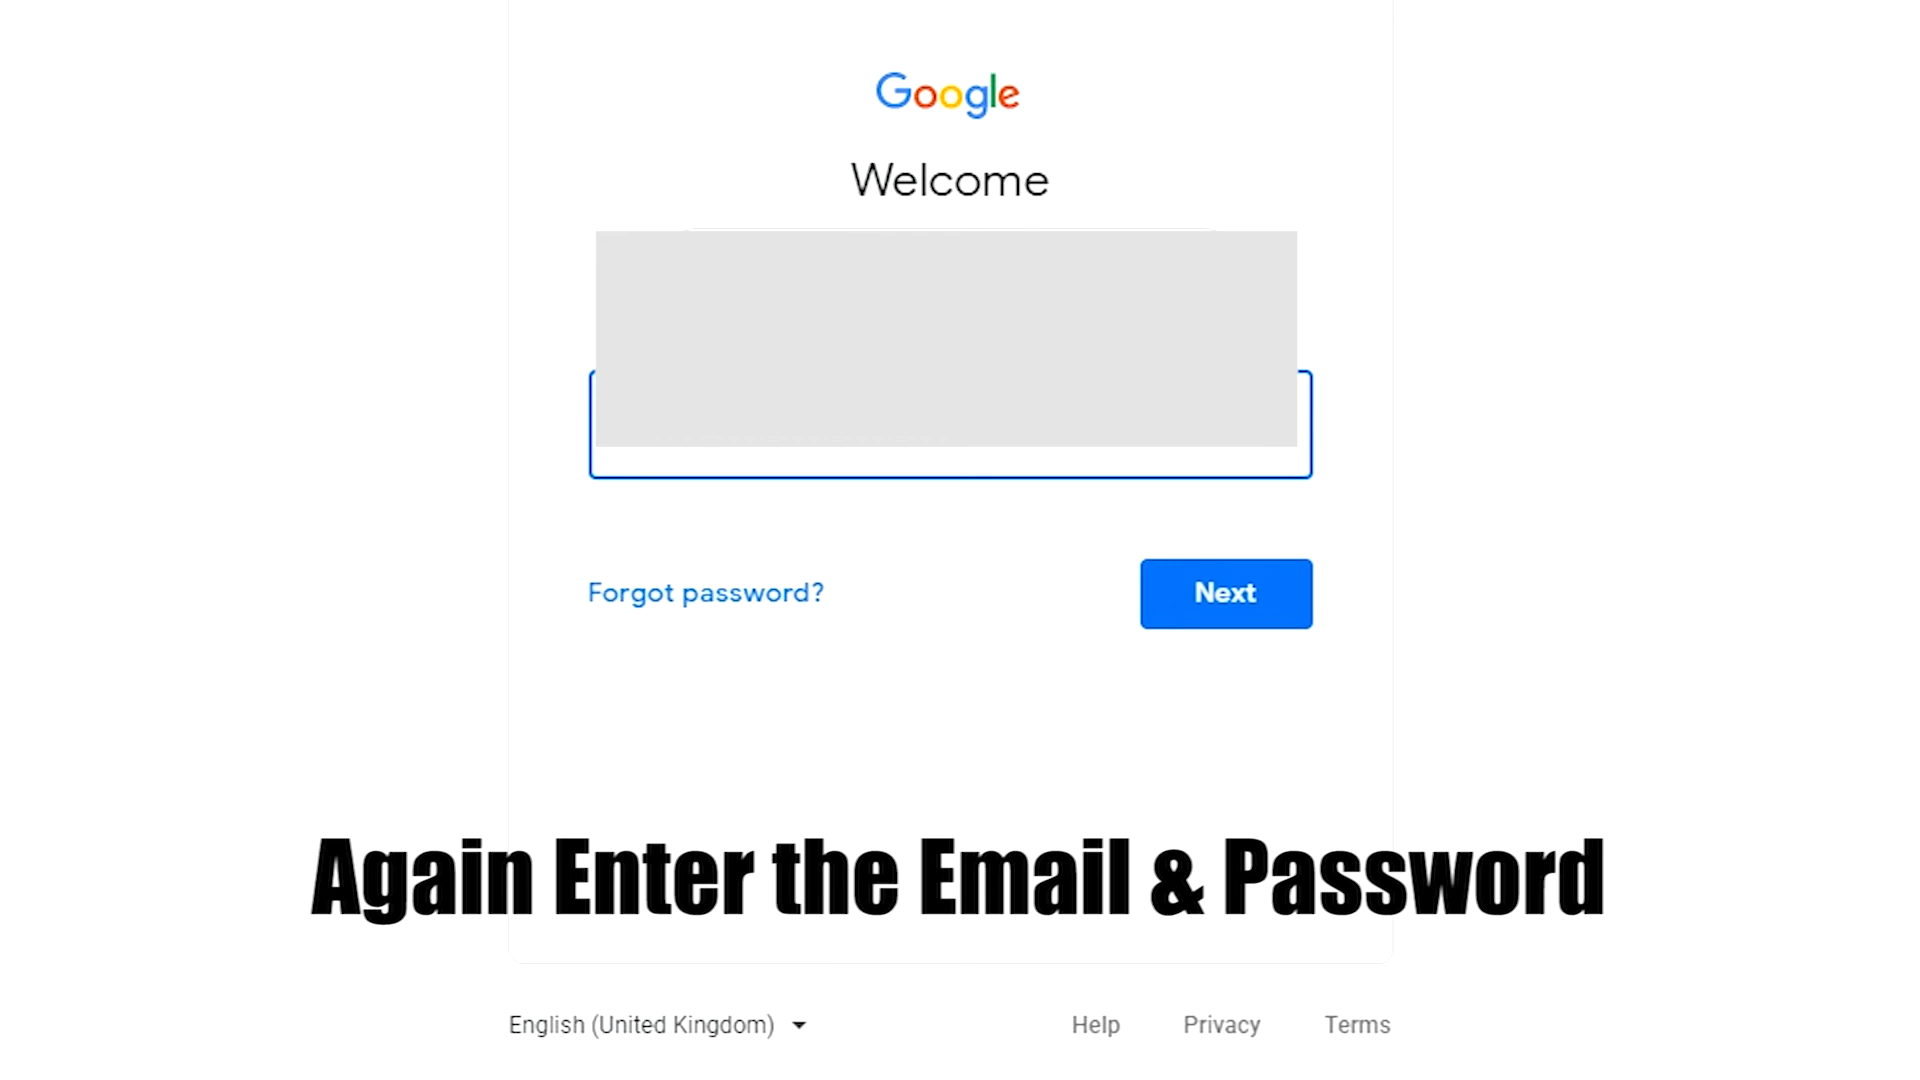 Google
Welcome
Forgot password?
Next
Again Enter the Email & Password
English (United Kingdom)
Help
Privacy
Terms